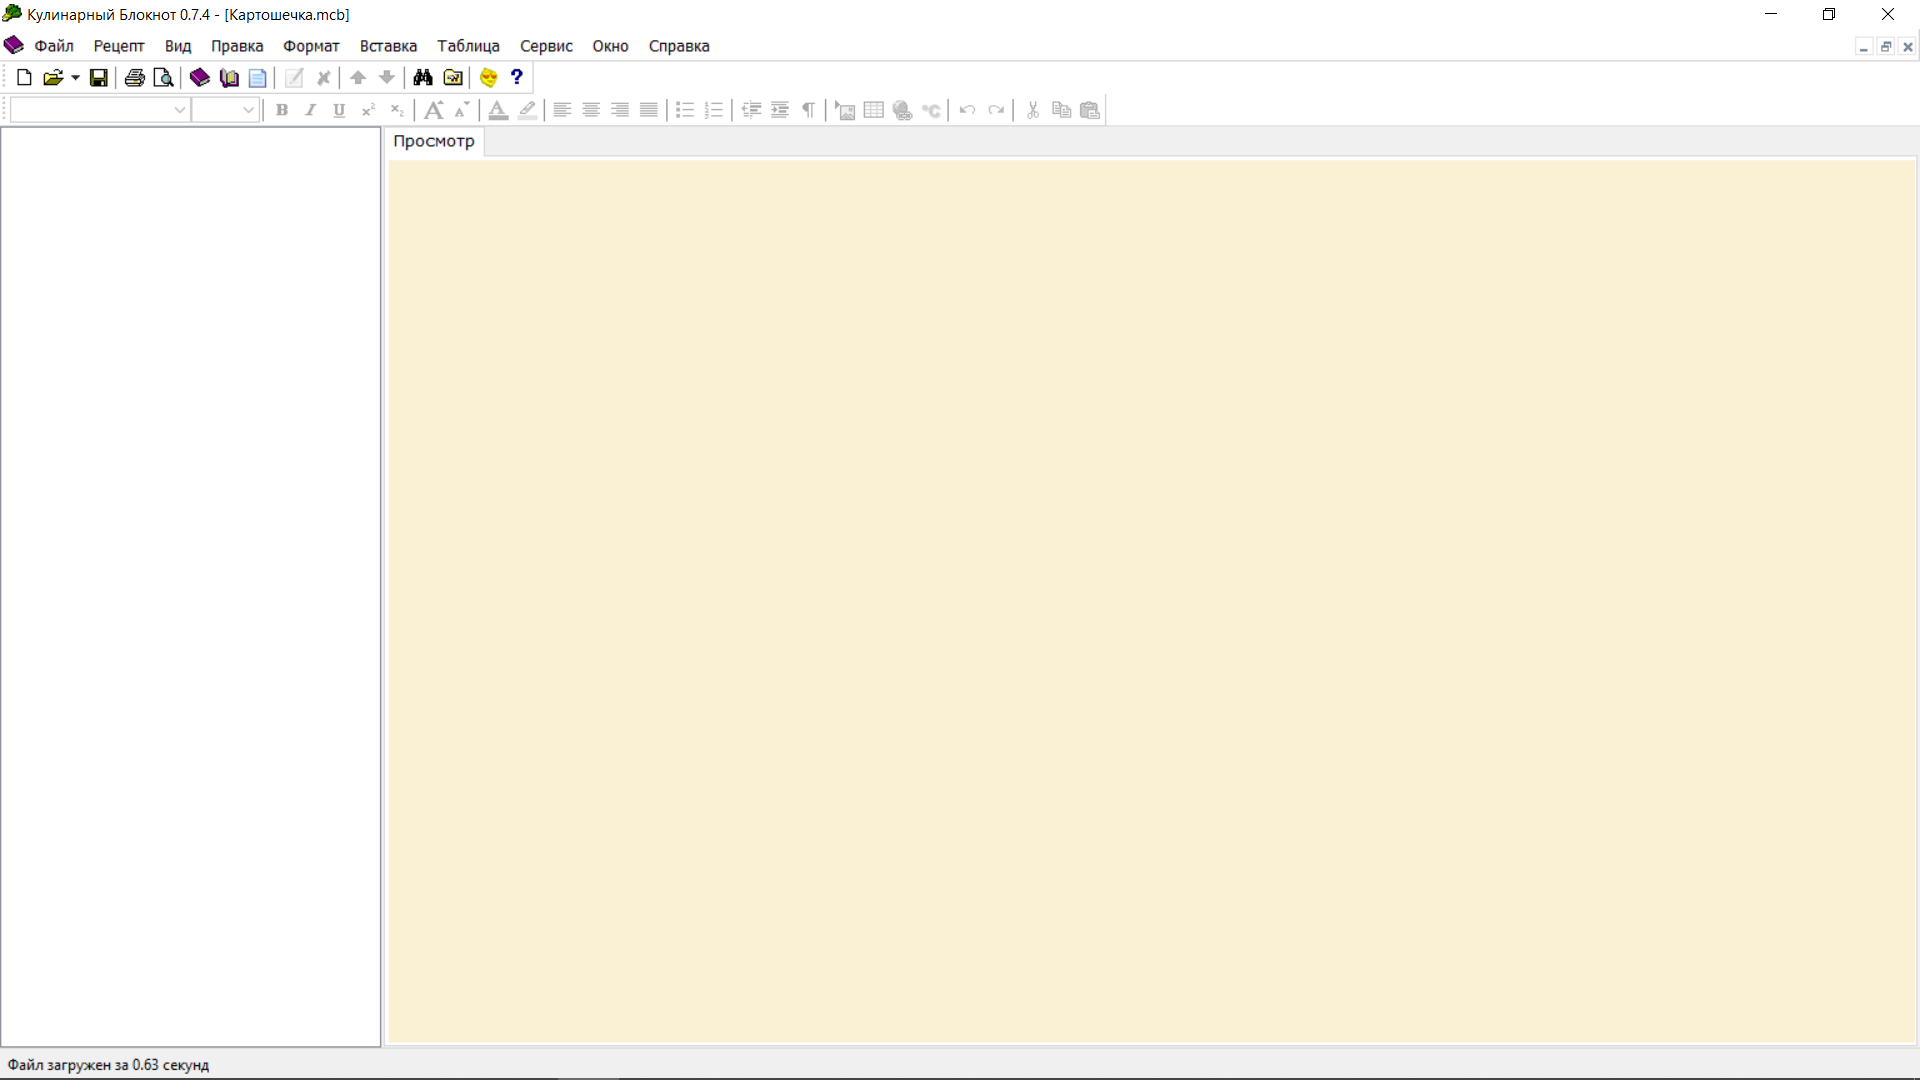 Кулинарный Блокнот 0.7.4 - [Картошечка.mcb]
Файл Рецепт Вид Правка Формат Вставка Таблица Сервис Окно Справка
Просмотр
Файл загружен за 0.63 секунд